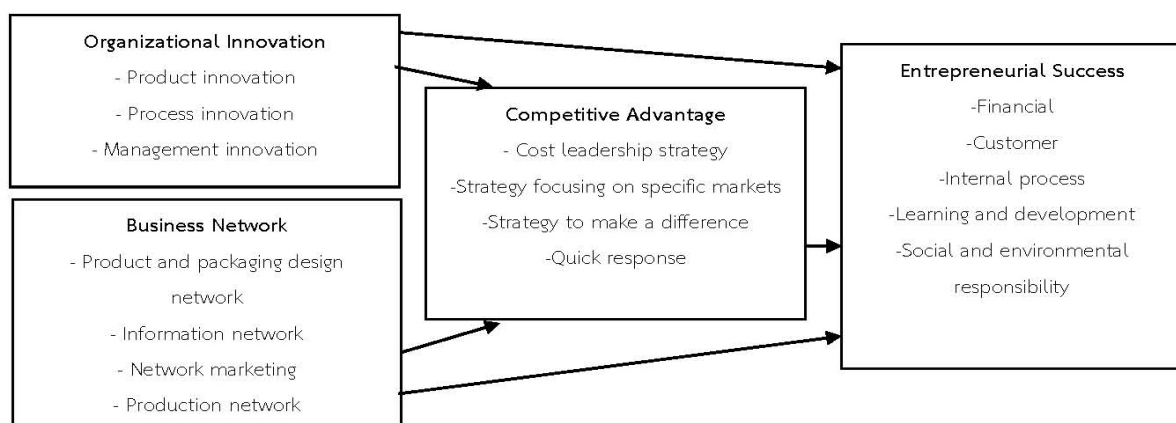 Organizational Innovation
- Product innovation
- Process innovation
- Management innovation
Business Network
- Product and packaging design
network
- Information network
- Network marketing
- Production network
Competitive Advantage
- Cost leadership strategy
-Strategy focusing on specific markets
-Strategy to make a difference
-Quick response
Entrepreneurial Success
-Financial
-Customer
-Internal process
-Learning and development
-Social and environmental
responsibility